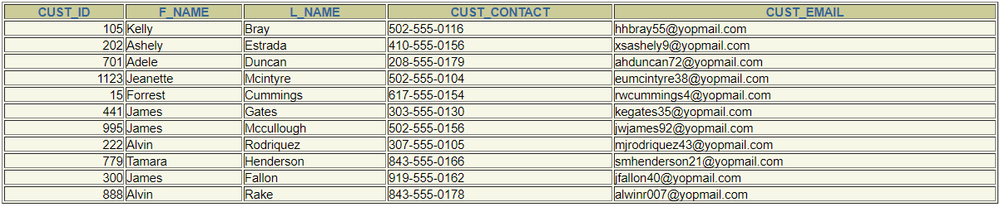 CUST_ID F_NAME L_NAME CUST_CONTACT CUST_EMAIL
105 Kelly Bray 502-555-0116 hhbray55@yopmail.com
202 Ashely Estrada 410-555-0156 xsashely9@yopmail.com
701 Adele Duncan 208-555-0179 ahduncan72@yopmail.com
1123 Jeanette Mcintyre 502-555-0104 eumcintyre38@yopmail.com
15 Forrest Cummings 617-555-0154 rwcummings4@yopmail.com
441 James Gates 303-555-0130 kegates35@yopmail.com
995 James Mccullough 502-555-0156 jwjames92@yopmail.com
222 Alvin Rodriquez 307-555-0105 mjrodriquez43@yopmail.com
779 Tamara Henderson 843-555-0166 smhenderson21@yopmail.com
300 James Fallon 919-555-0162 jfallon40@yopmail.com
888 Alvin Rake 843-555-0178 alwinr007@yopmail.com